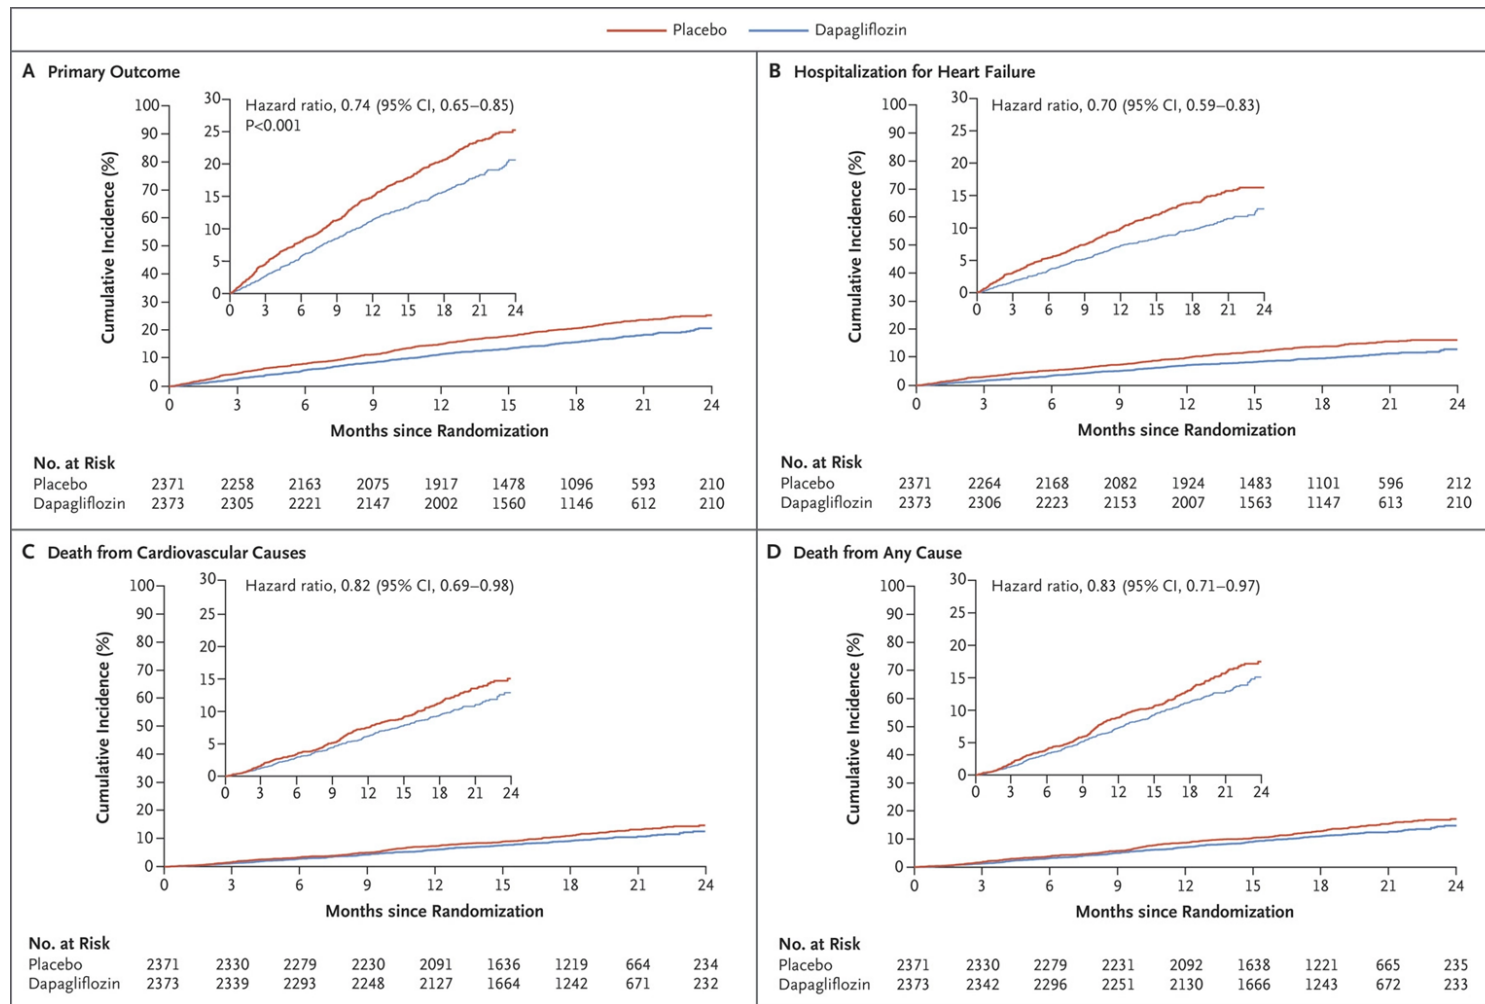 Placebo Dapagliflozin
A Primary Outcome
Cumulative Incidence (%)
100
90
80
70
60
50
40
30
20
10
0
30
25
20
15
10
5
0
Hazard ratio, 0.74 (95% CI, 0.65–0.85)
P<0.001
0 3 6 9 12 15 18 21 24
0 3 6 9 12 15 18 21 24
Months since Randomization
No. at Risk
Placebo 2371 2258 2163 2075 1917 1478 1096 593 210
Dapagliflozin 2373 2305 2221 2147 2002 1560 1146 612 210
B Hospitalization for Heart Failure
Cumulative Incidence (%)
100
90
80
70
60
50
40
30
20
10
0
30
25
20
15
10
5
0
Hazard ratio, 0.70 (95% CI, 0.59–0.83)
0 3 6 9 12 15 18 21 24
0 3 6 9 12 15 18 21 24
Months since Randomization
No. at Risk
Placebo 2371 2264 2168 2082 1924 1483 1101 596 212
Dapagliflozin 2373 2306 2223 2153 2007 1563 1147 613 210
C Death from Cardiovascular Causes
Cumulative Incidence (%)
100
90
80
70
60
50
40
30
20
10
0
30
25
20
15
10
5
0
Hazard ratio, 0.82 (95% CI, 0.69–0.98)
0 3 6 9 12 15 18 21 24
0 3 6 9 12 15 18 21 24
Months since Randomization
No. at Risk
Placebo 2371 2330 2279 2230 2091 1636 1219 664 234
Dapagliflozin 2373 2339 2293 2248 2127 1664 1242 671 232
D Death from Any Cause
Cumulative Incidence (%)
100
90
80
70
60
50
40
30
20
10
0
30
25
20
15
10
5
0
Hazard ratio, 0.83 (95% CI, 0.71–0.97)
0 3 6 9 12 15 18 21 24
0 3 6 9 12 15 18 21 24
Months since Randomization
No. at Risk
Placebo 2371 2330 2279 2231 2092 1638 1221 665 235
Dapagliflozin 2373 2342 2296 2251 2130 1666 1243 672 233